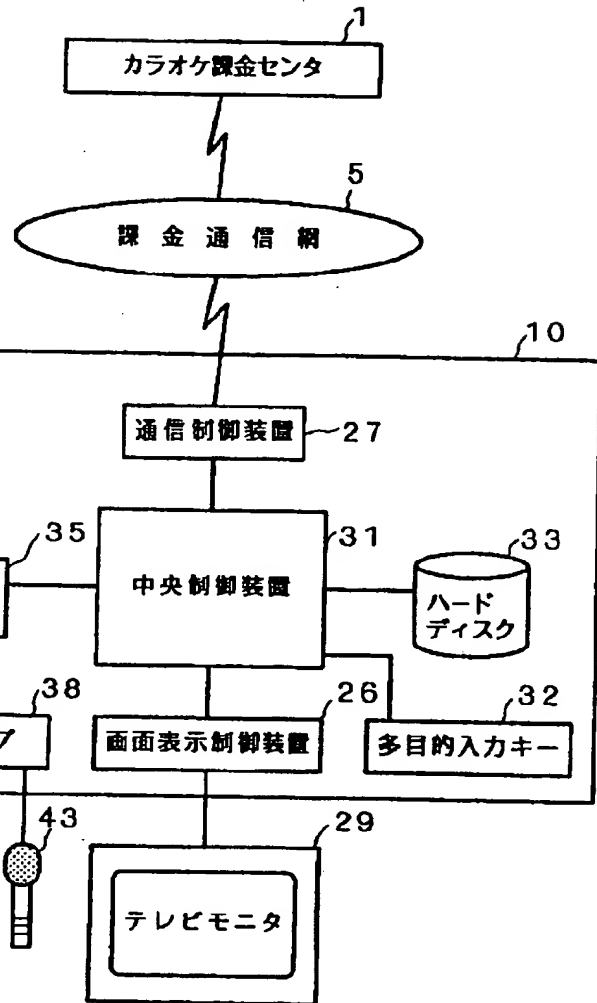 1
カラオケ課金センタ
5
課金通信網
10
通信制御装置
27
35
31
33
中央制御装置
ハード
ディスク
38
26
32
プ
画面表示制御装置
多目的入力キー
43
29
テレビモニタ